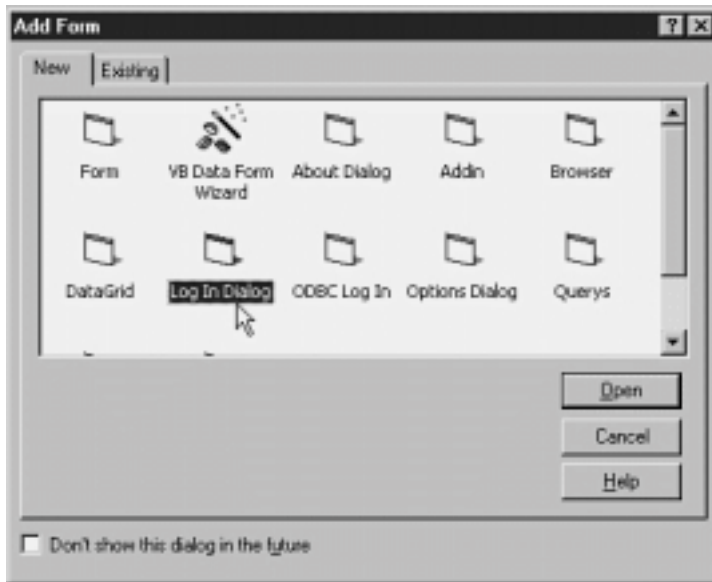 Add Form
New Existing
Form VB Data Form Wizard About Dialog Addin Browser
DataGrid Log In Dialog ODBC Log In Options Dialog Querys
Open
Cancel
Help
Don't show this dialog in the future